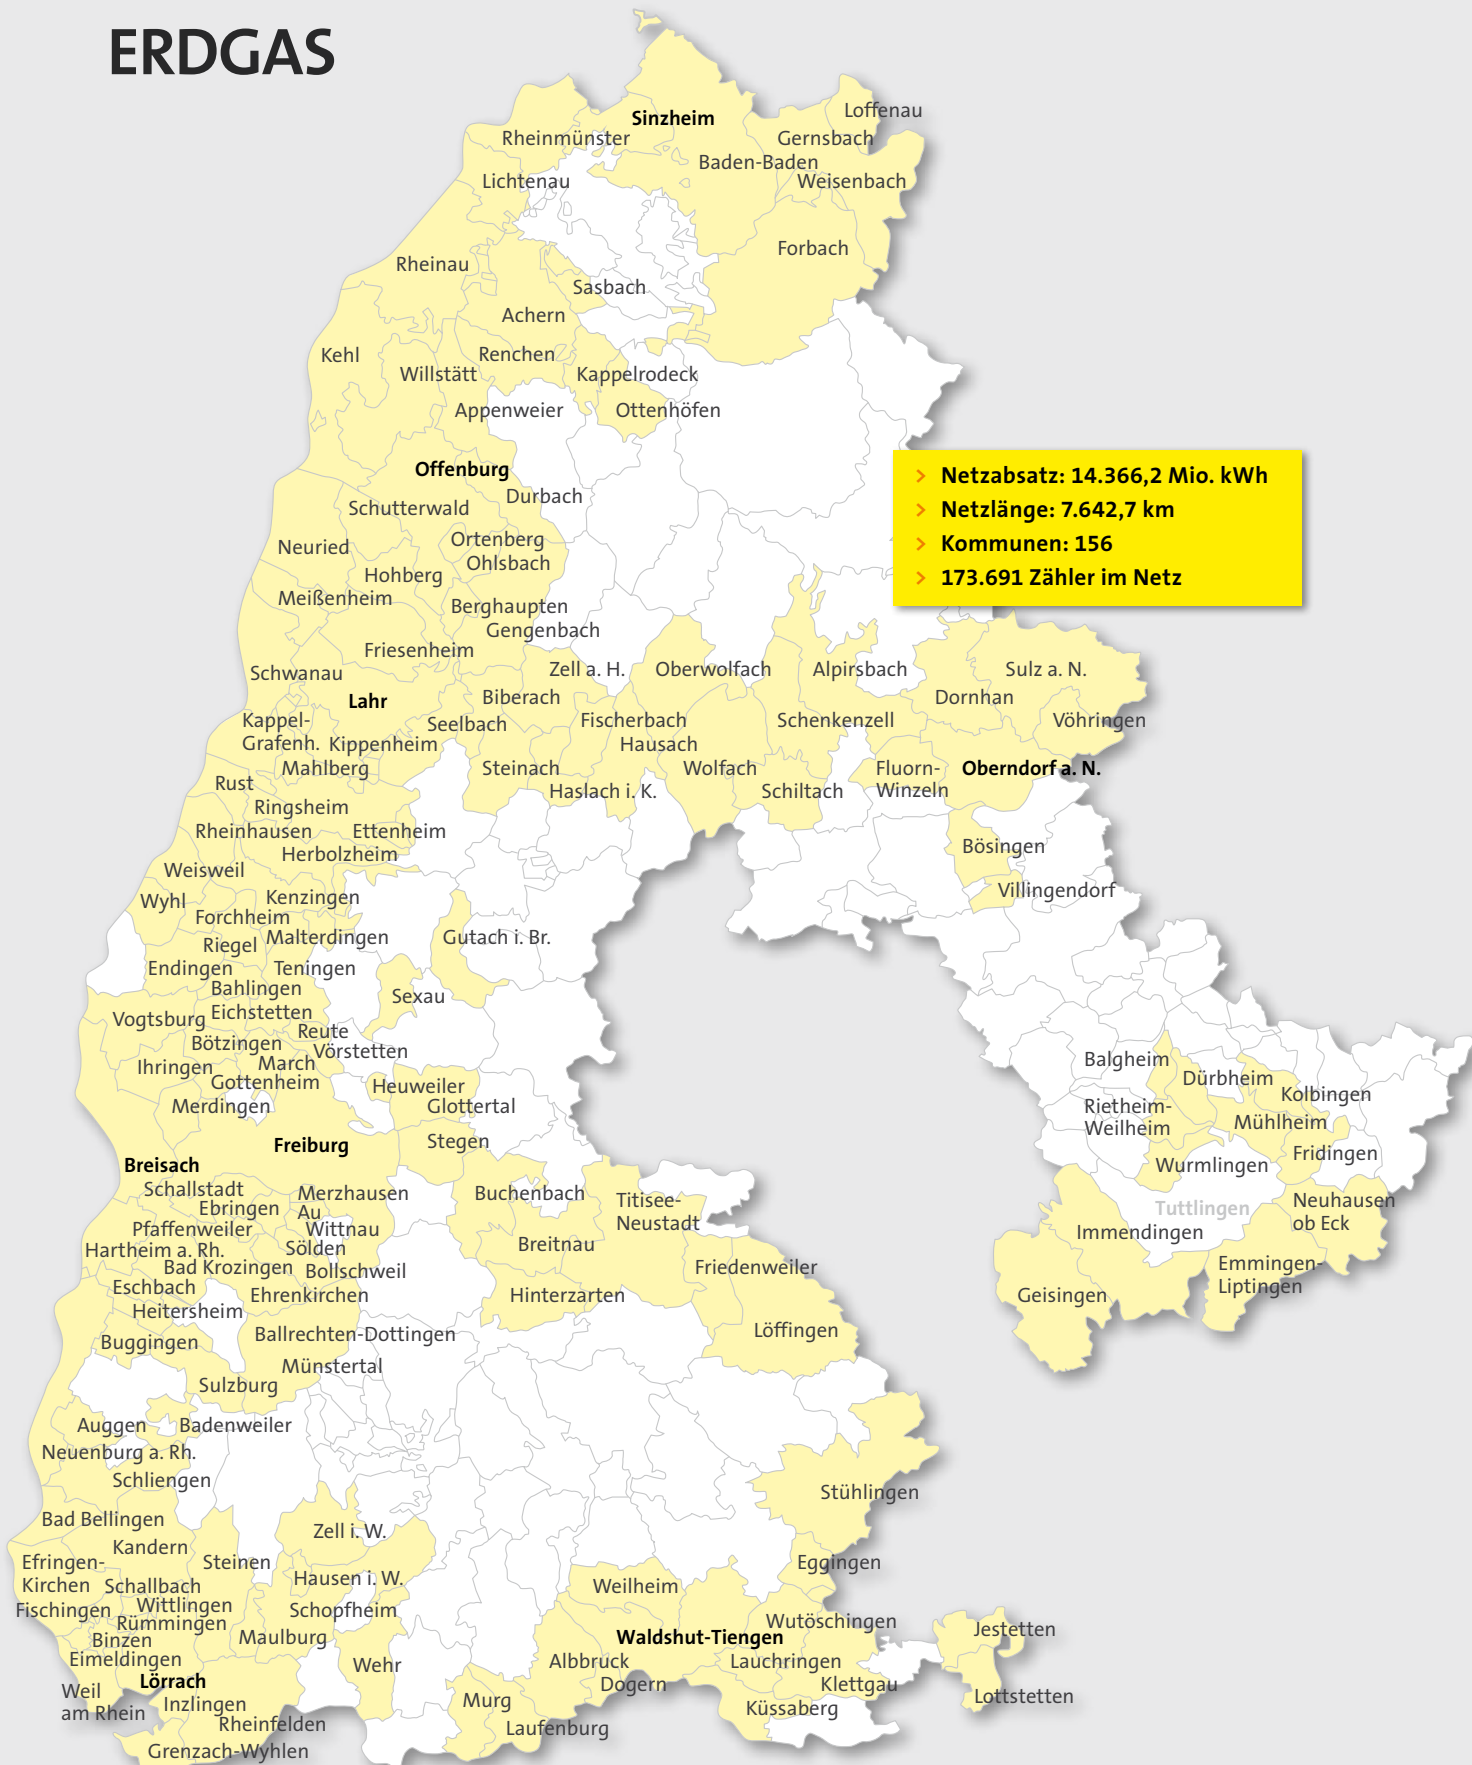 ERDGAS
Loffenau
Sinzheim
Rheinmünster
Gernsbach
Baden-Baden
Lichtenau
Weisenbach
Forbach
Rheinau
Sasbach
Achern
Kehl
Renchen
Willstätt
Kappelrodeck
Appenweier
Ottenhöfen
Offenburg
> Netzabsatz: 14.366,2 Mio. kWh
> Netzlänge: 7.642,7 km
> Kommunen: 156
> 173.691 Zähler im Netz
Durbach
Schutterwald
Ortenberg
Neuried
Ohlsbach
Hohberg
Meißenheim
Berghaupten
Gengenbach
Friesenheim
Zell a. H.
Oberwolfach
Alpirsbach
Sulz a. N.
Schwanau
Lahr
Biberach
Dornhan
Kappel-
Grafenh.
Seelbach
Fischerbach
Schenkenzell
Vöhringen
Kippenheim
Hausach
Mahlberg
Steinach
Wolfach
Fluorn-
Winzeln
Oberndorf a. N.
Rust
Haslach i. K.
Schiltach
Ringsheim
Rheinhausen
Ettenheim
Herbolzheim
Bösingen
Weisweil
Villingendorf
Wyhl
Kenzingen
Forchheim
Riegel
Malterdingen
Gutach i. Br.
Endingen
Teningen
Bahlingen
Sexau
Vogtsburg
Eichstetten
Reute
Bötzingen
Vörstetten
Ihringen
March
Gottenheim
Heuweiler
Merdingen
Glottertal
Balgheim
Dürbheim
Kolbingen
Rietheim-
Weilheim
Mühlheim
Freiburg
Stegen
Fridingen
Breisach
Wurmlingen
Schallstadt
Merzhausen
Buchenbach
Titisee-
Neustadt
Ebringen
Au
Tuttlingen
Neuhausen
ob Eck
Pfaffenweiler
Wittnau
Immendingen
Hartheim a. Rh.
Sölden
Breitnau
Bad Krozingen
Bollschweil
Friedenweiler
Emmingen-
Liptingen
Eschbach
Ehrenkirchen
Hinterzarten
Geisingen
Heitersheim
Buggingen
Ballrechten-Dottingen
Löffingen
Münstertal
Sulzburg
Auggen
Badenweiler
Neuenburg a. Rh.
Schliengen
Stühlingen
Bad Bellingen
Zell i. W.
Kandern
Efringen-
Kirchen
Steinen
Eggingen
Schallbach
Hausen i. W.
Weilheim
Fischingen
Wittlingen
Schopfheim
Rümmingen
Wutöschingen
Binzen
Maulburg
Waldshut-Tiengen
Jestetten
Eimeldingen
Wehr
Albbruck
Lauchringen
Lörrach
Dogern
Klettgau
Weil
am Rhein
Inzlingen
Murg
Küssaberg
Lottstetten
Rheinfelden
Laufenburg
Grenzach-Wyhlen